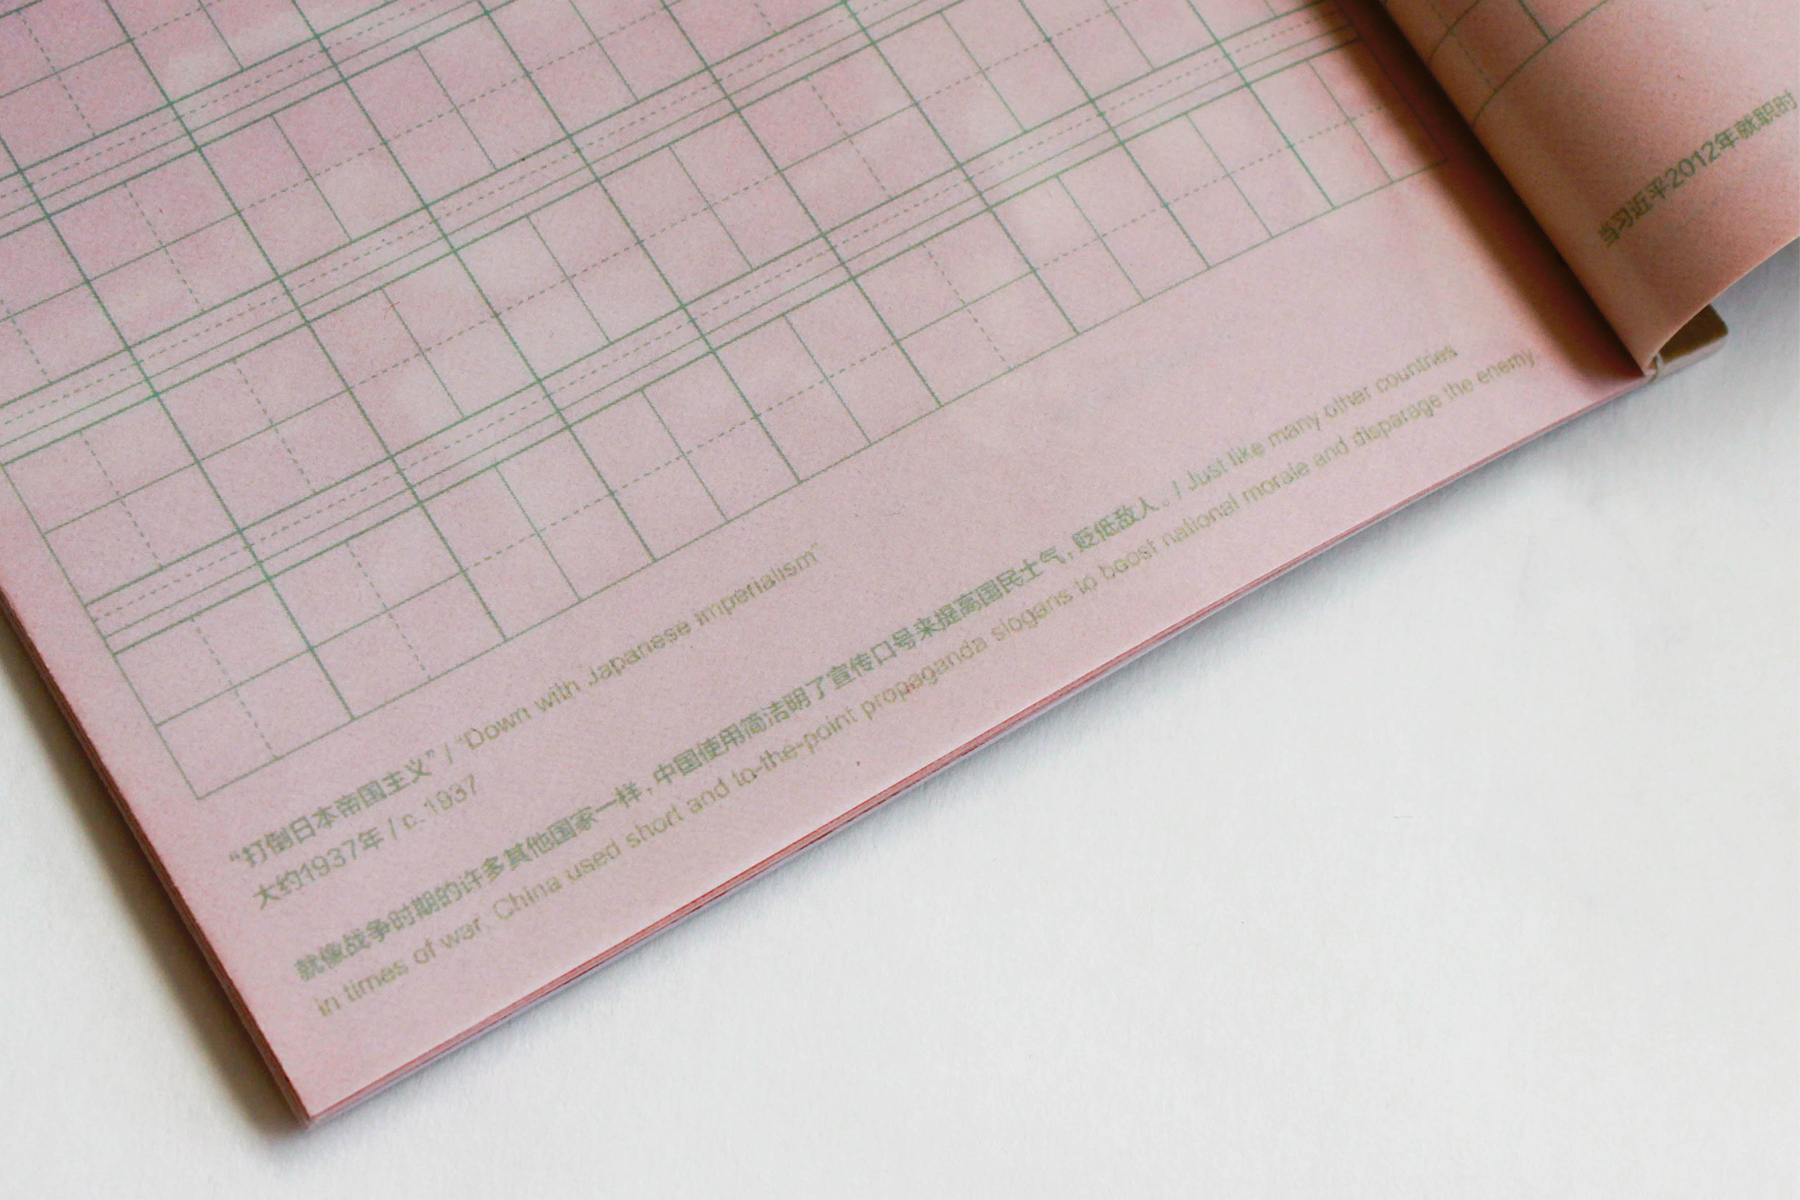 “打倒日本帝国主义” / “Down with Japanese imperialism”
大约1937年 / c. 1937
就像战争时期的许多其他国家一样，中国使用简洁明了宣传口号来提高国民士气，贬低敌人。/ Just like many other countries
in times of war, China used short and to-the-point propaganda slogans to boost national morale and disparage the enemy.
当习近平2012年就职时